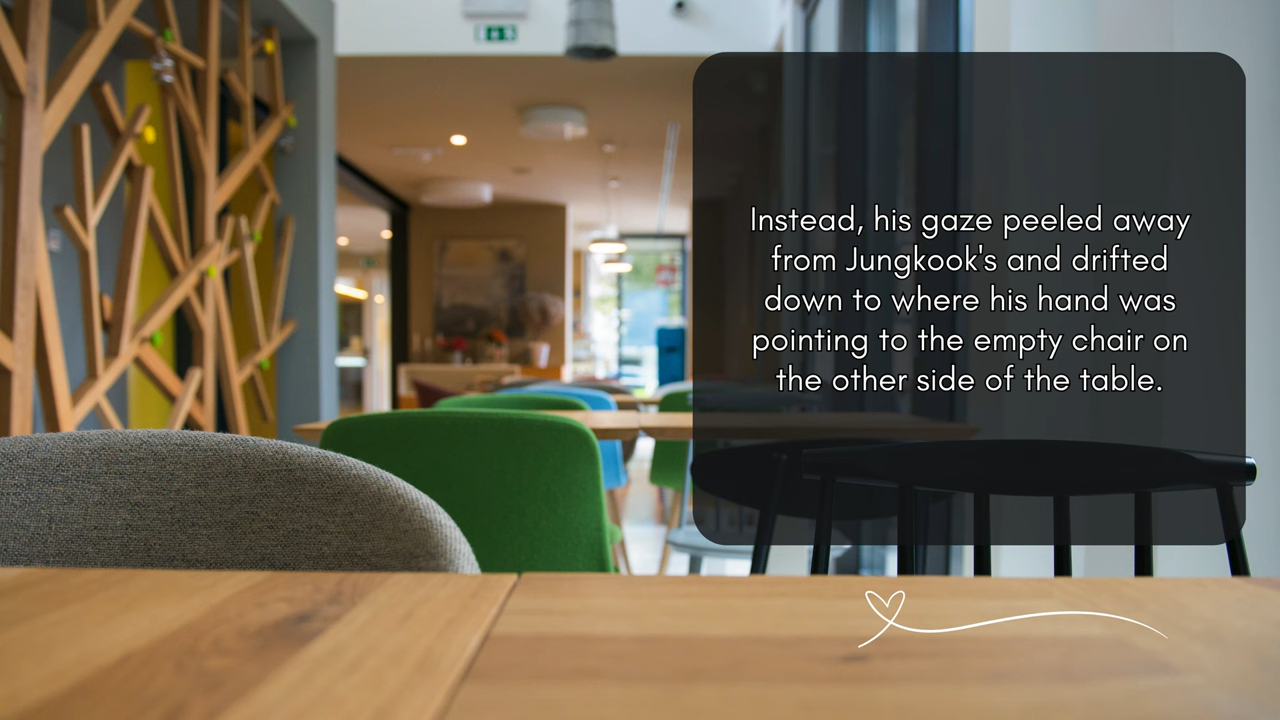 Instead, his gaze peeled away
from Jungkook's and drifted
down to where his hand was
pointing to the empty chair on
the other side of the table.